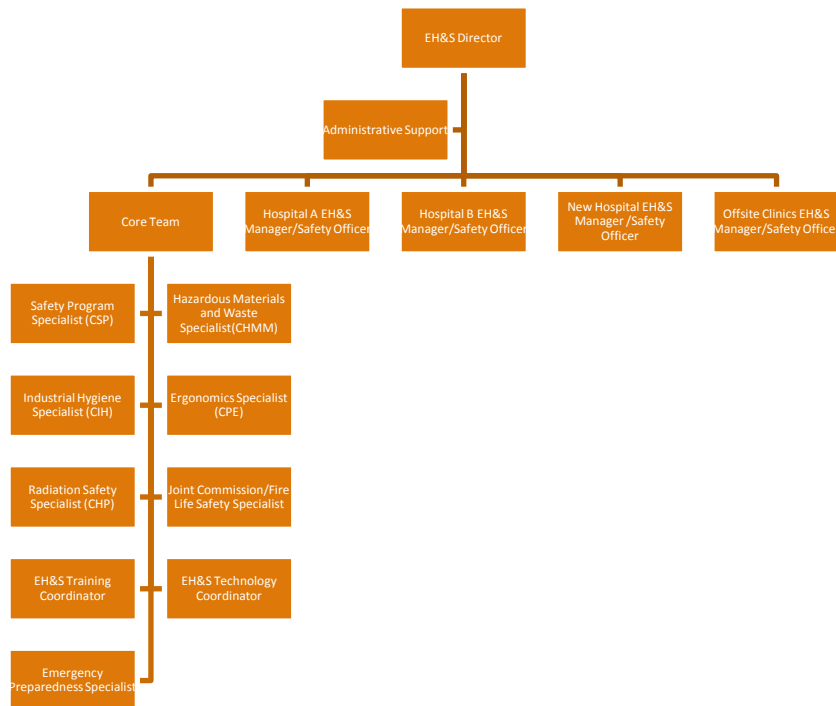 EH&S Director
Administrative Support
Core Team
Hospital A EH&S
Manager/Safety Officer
Hospital B EH&S
Manager/Safety Officer
New Hospital EH&S
Manager /Safety
Officer
Offsite Clinics EH&S
Manager/Safety Officer
Safety Program
Specialist (CSP)
Hazardous Materials
and Waste
Specialist(CHMM)
Industrial Hygiene
Specialist (CIH)
Ergonomics Specialist
(CPE)
Radiation Safety
Specialist (CHP)
Joint Commission/Fire
Life Safety Specialist
EH&S Training
Coordinator
EH&S Technology
Coordinator
Emergency
Preparedness Specialist